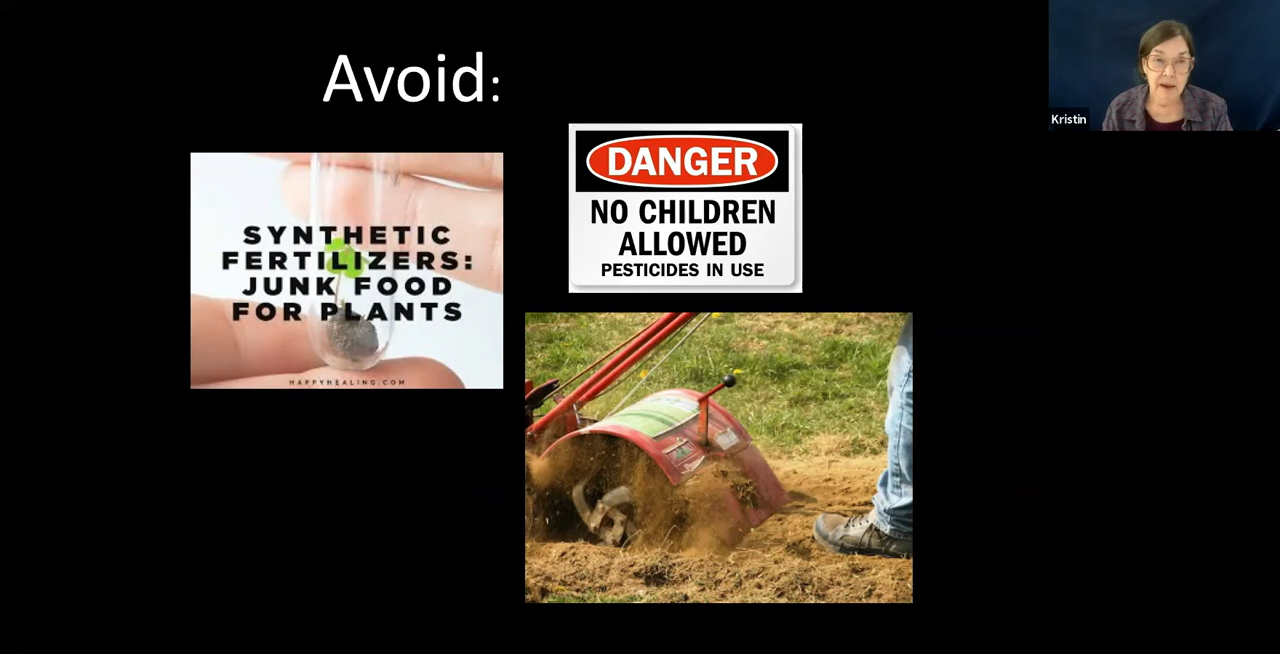 Avoid:
Kristin
DANGER
NO CHILDREN
ALLOWED
PESTICIDES IN USE
SYNTHETIC
FERTILIZERS:
JUNK FOOD
FOR PLANTS
HAPPYHEALING.COM